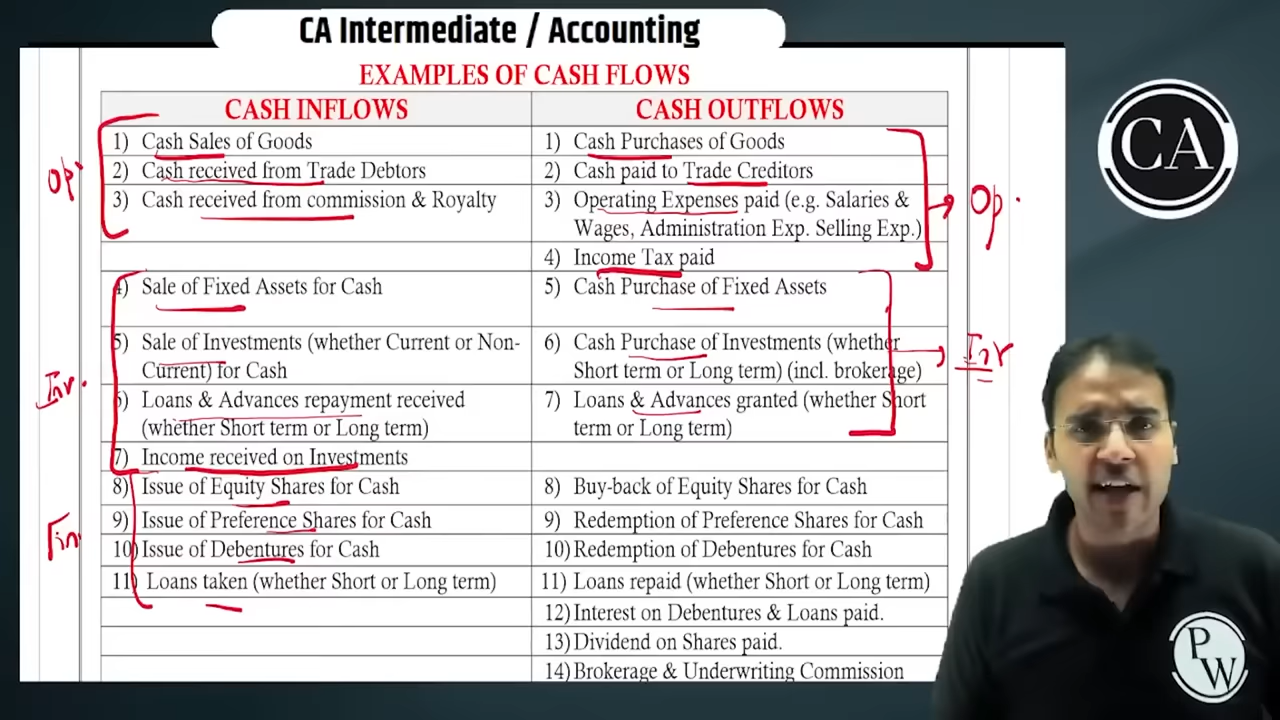 CA Intermediate / Accounting
EXAMPLES OF CASH FLOWS
CASH INFLOWS
CASH OUTFLOWS
1) Cash Sales of Goods
1) Cash Purchases of Goods
2) Cash received from Trade Debtors
2) Cash paid to Trade Creditors
3) Cash received from commission & Royalty
3) Operating Expenses paid (e.g. Salaries &
Wages, Administration Exp. Selling Exp.)
4) Income Tax paid
4) Sale of Fixed Assets for Cash
5) Cash Purchase of Fixed Assets
5) Sale of Investments (whether Current or Non-
Current) for Cash
6) Cash Purchase of Investments (whether
Short term or Long term) (incl. brokerage)
6) Loans & Advances repayment received
(whether Short term or Long term)
7) Loans & Advances granted (whether Short
term or Long term)
7) Income received on Investments
8) Issue of Equity Shares for Cash
8) Buy-back of Equity Shares for Cash
9) Issue of Preference Shares for Cash
9) Redemption of Preference Shares for Cash
10) Issue of Debentures for Cash
10) Redemption of Debentures for Cash
11) Loans taken (whether Short or Long term)
11) Loans repaid (whether Short or Long term)
12) Interest on Debentures & Loans paid.
13) Dividend on Shares paid.
14) Brokerage & Underwriting Commission
Op.
Inv.
Fin
Op.
Inv
CA
PW